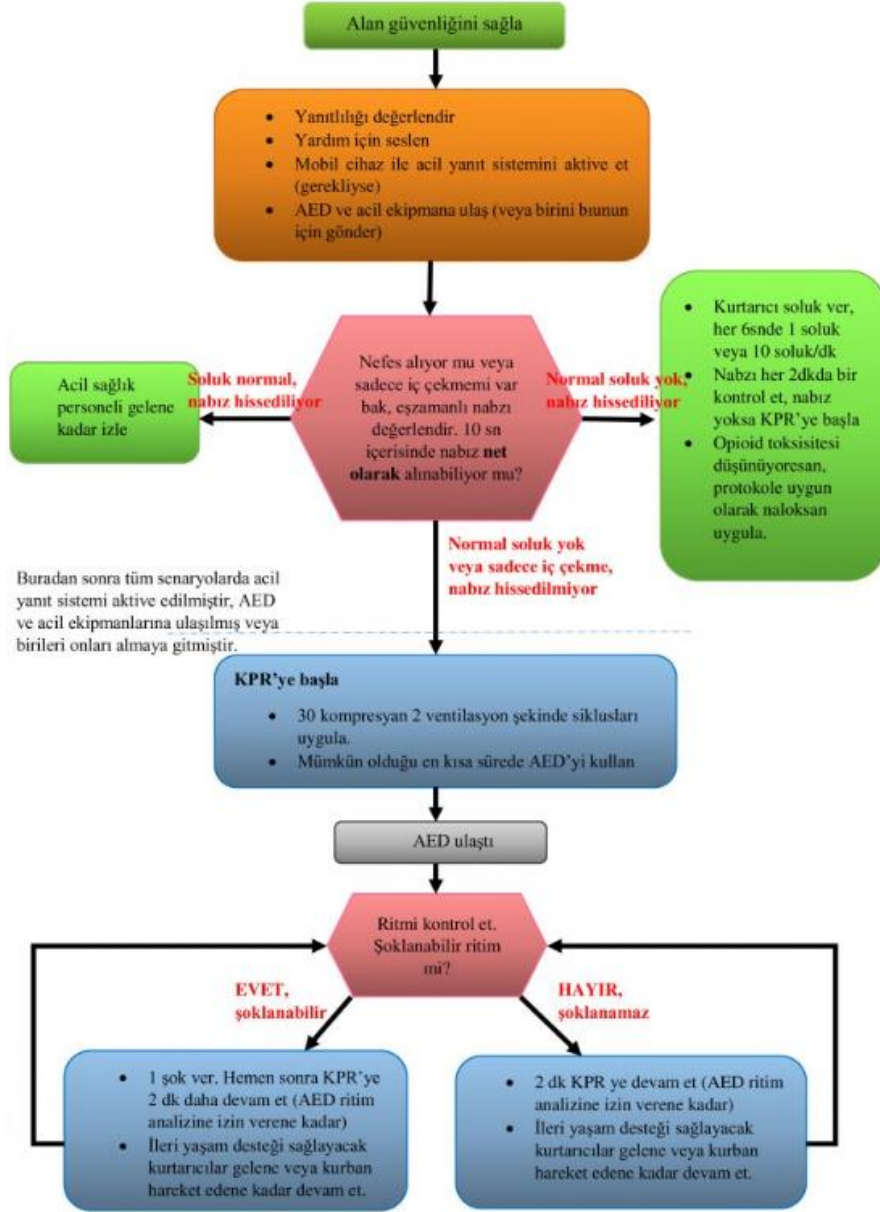 Alan güvenliğini sağla
• Yanıtlılığı değerlendir
• Yardım için seslen
• Mobil cihaz ile acil yanıt sistemini aktive et
(gerekliyse)
• AED ve acil ekipmana ulaş (veya birini bıunun
için gönder)
Nefes alıyor mu veya
sadece iç çekmemi var
bak, eşzamanlı nabzı
değerlendir. 10 sn
içerisinde nabız net
olarak alınabiliyor mu?
Soluk normal,
nabız hissediliyor
Acil sağlık
personeli gelene
kadar izle
Normal soluk yok,
nabız hissediliyor
• Kurtarıcı soluk ver,
her 6snde 1 soluk
veya 10 soluk/dk
• Nabzı her 2dkda bir
kontrol et, nabız
yoksa KPR'ye başla
• Opioid toksisitesi
düşünüyoresan,
protokole uygun
olarak naloksan
uygula.
Normal soluk yok
veya sadece iç çekme,
nabız hissedilmiyor
Buradan sonra tüm senaryolarda acil
yanıt sistemi aktive edilmiştir, AED
ve acil ekipmanlarına ulaşılmış veya
birileri onları almaya gitmiştir.
KPR'ye başla
• 30 kompresyan 2 ventilasyon şekinde siklusları
uygula.
• Mümkün olduğu en kısa sürede AED'yi kullan
AED ulaştı
Ritmi kontrol et.
Şoklanabilir ritim
mi?
EVET,
şoklanabilir
HAYIR,
şoklanamaz
• 1 şok ver. Hemen sonra KPR'ye
2 dk daha devam et (AED ritim
analizine izin verene kadar)
• İleri yaşam desteği sağlayacak
kurtarıcılar gelene veya kurban
hareket edene kadar devam et.
• 2 dk KPR ye devam et (AED ritim
analizine izin verene kadar)
• İleri yaşam desteği sağlayacak
kurtarıcılar gelene veya kurban
hareket edene kadar devam et.